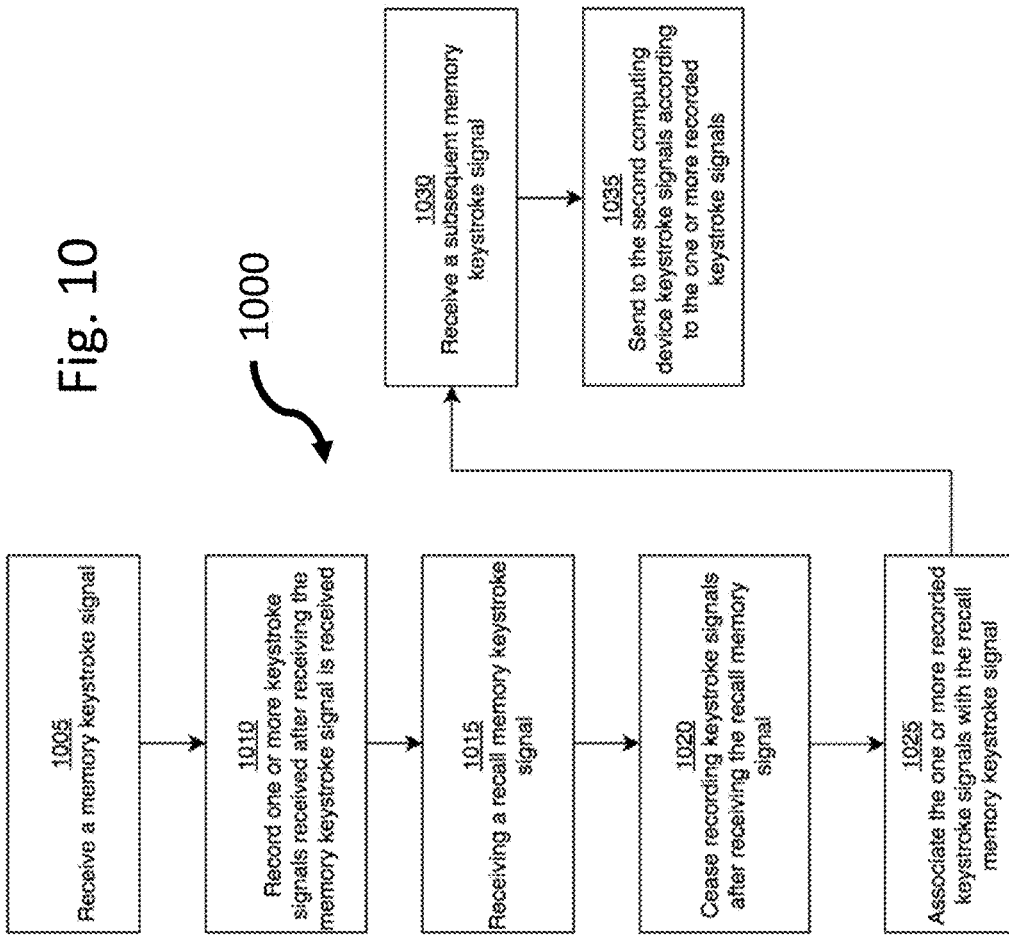 Fig. 10
1000
1005
Receive a memory keystroke signal
1010
Record one or more keystroke
signals received after receiving the
memory keystroke signal is received
1015
Receiving a recall memory keystroke
signal
1020
Cease recording keystroke signals
after receiving the recall memory
signal
1025
Associate the one or more recorded
keystroke signals with the recall
memory keystroke signal
1030
Receive a subsequent memory
keystroke signal
1035
Send to the second computing
device keystroke signals according
to the one or more recorded
keystroke signals